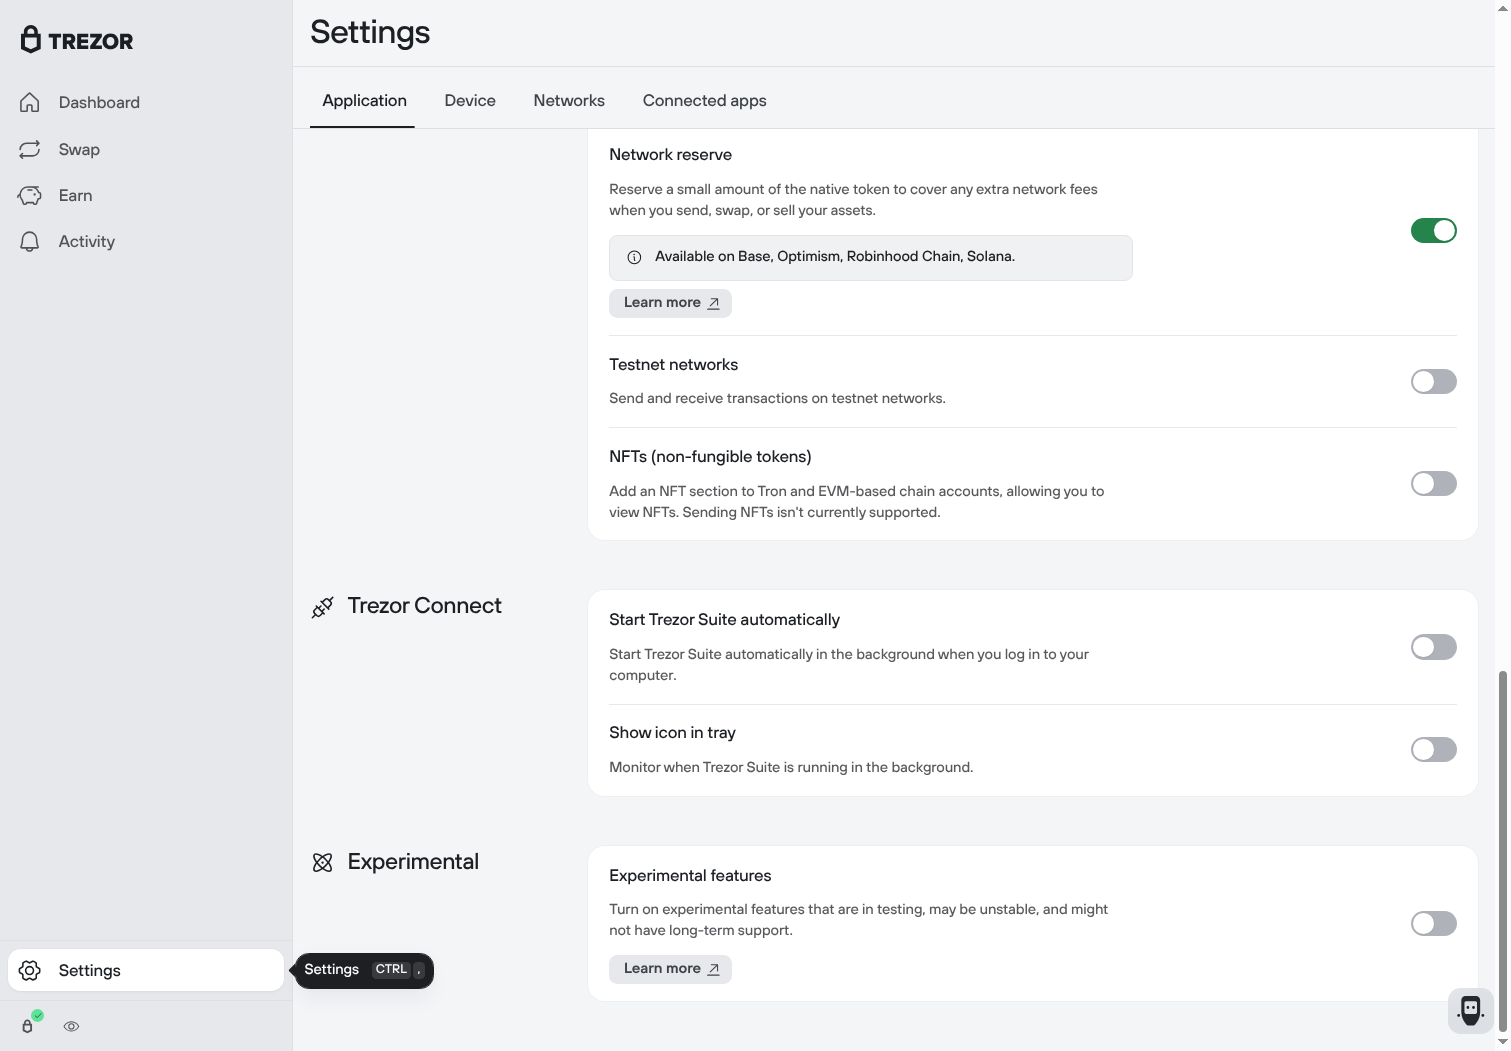 TREZOR
Dashboard
Swap
Earn
Activity
Settings
Settings CTRL ,
Settings
Application Device Networks Connected apps
Network reserve
Reserve a small amount of the native token to cover any extra network fees
when you send, swap, or sell your assets.
Available on Base, Optimism, Robinhood Chain, Solana.
Learn more
Testnet networks
Send and receive transactions on testnet networks.
NFTs (non-fungible tokens)
Add an NFT section to Tron and EVM-based chain accounts, allowing you to
view NFTs. Sending NFTs isn't currently supported.
Trezor Connect
Start Trezor Suite automatically
Start Trezor Suite automatically in the background when you log in to your
computer.
Show icon in tray
Monitor when Trezor Suite is running in the background.
Experimental
Experimental features
Turn on experimental features that are in testing, may be unstable, and might
not have long-term support.
Learn more